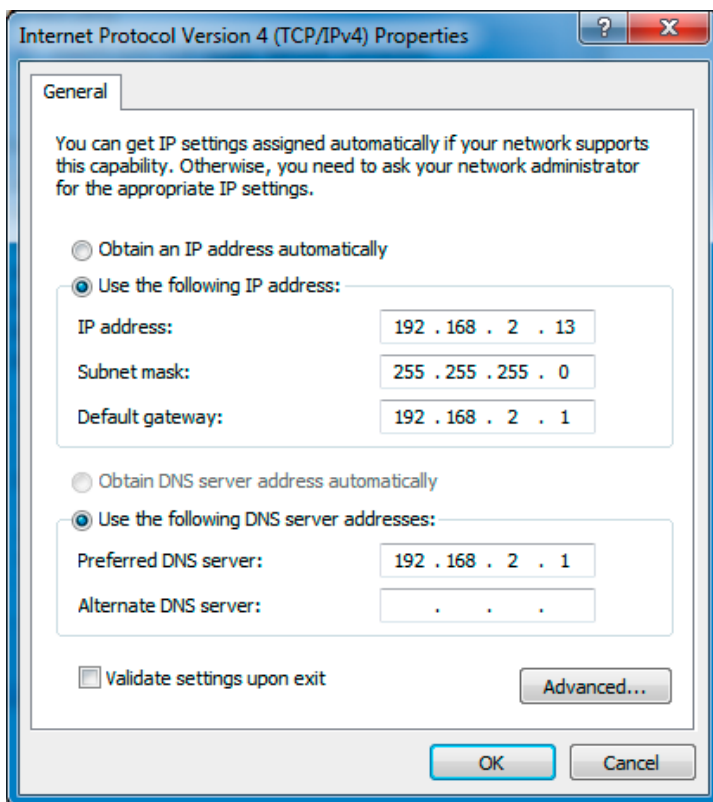 Internet Protocol Version 4 (TCP/IPv4) Properties
?
X
General
You can get IP settings assigned automatically if your network supports
this capability. Otherwise, you need to ask your network administrator
for the appropriate IP settings.
Obtain an IP address automatically
Use the following IP address:
IP address: 192 . 168 . 2 . 13
Subnet mask: 255 . 255 . 255 . 0
Default gateway: 192 . 168 . 2 . 1
Obtain DNS server address automatically
Use the following DNS server addresses:
Preferred DNS server: 192 . 168 . 2 . 1
Alternate DNS server: . . .
Validate settings upon exit
Advanced...
OK Cancel